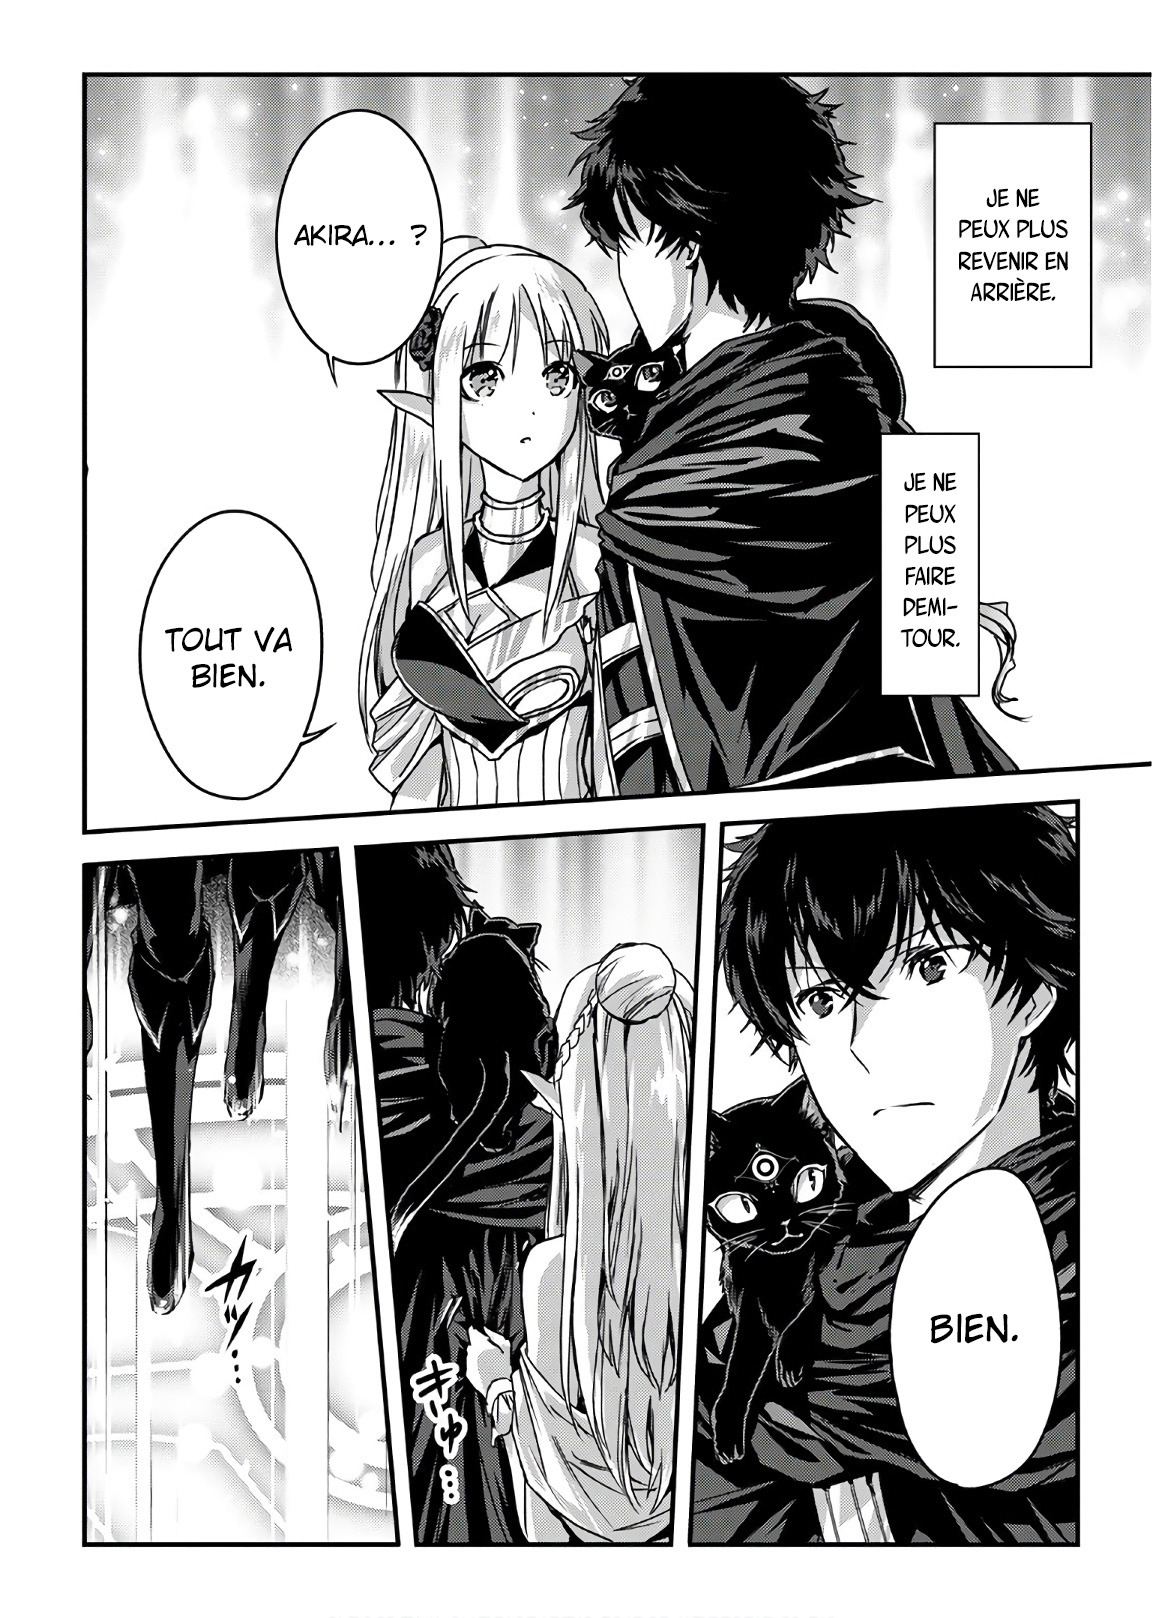 JE NE
PEUX PLUS
REVENIR EN
ARRIÈRE.
JE NE
PEUX
PLUS
FAIRE
DEMI-
TOUR.
AKIRA... ?
TOUT VA
BIEN.
BIEN.
ギュ…
カッ…